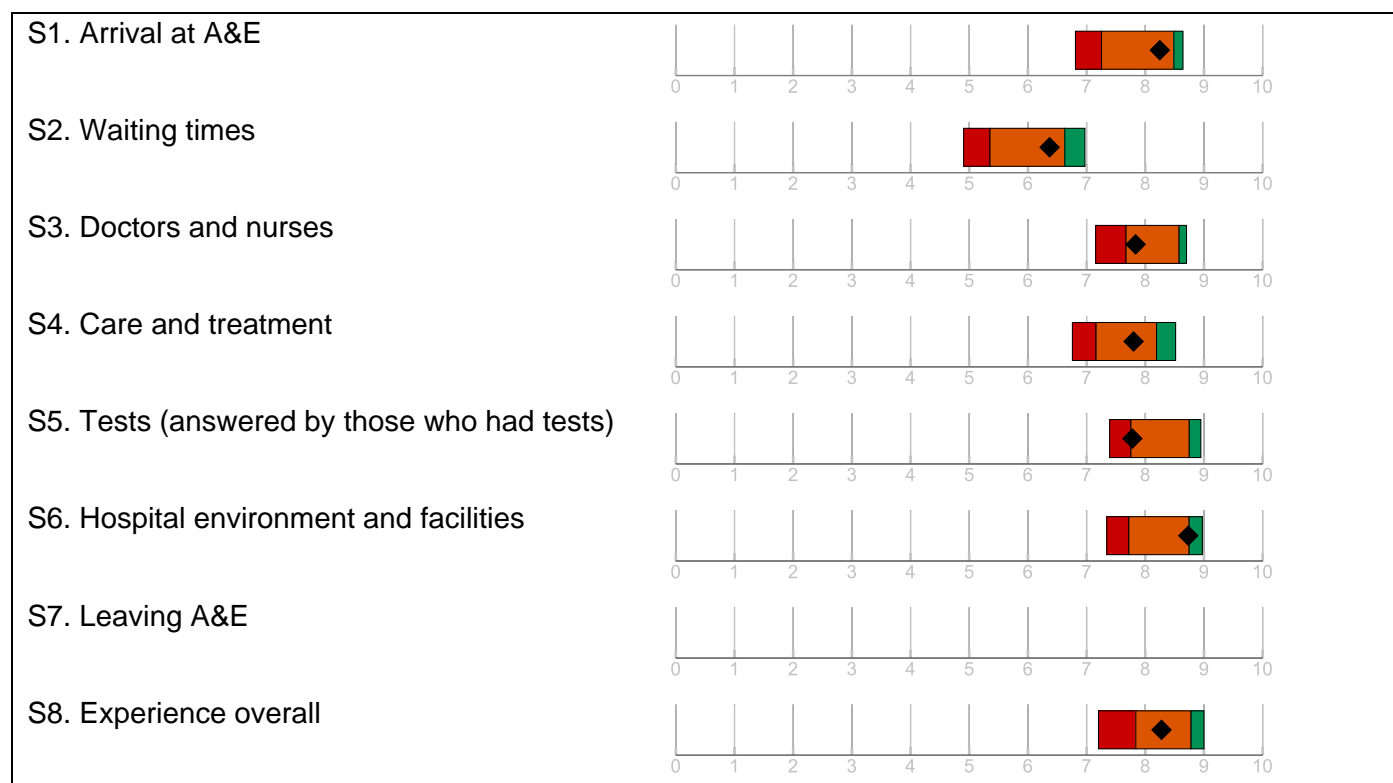 S1. Arrival at A&E
0 1 2 3 4 5 6 7 8 9 10
S2. Waiting times
0 1 2 3 4 5 6 7 8 9 10
S3. Doctors and nurses
0 1 2 3 4 5 6 7 8 9 10
S4. Care and treatment
0 1 2 3 4 5 6 7 8 9 10
S5. Tests (answered by those who had tests)
0 1 2 3 4 5 6 7 8 9 10
S6. Hospital environment and facilities
0 1 2 3 4 5 6 7 8 9 10
S7. Leaving A&E
0 1 2 3 4 5 6 7 8 9 10
S8. Experience overall
0 1 2 3 4 5 6 7 8 9 10